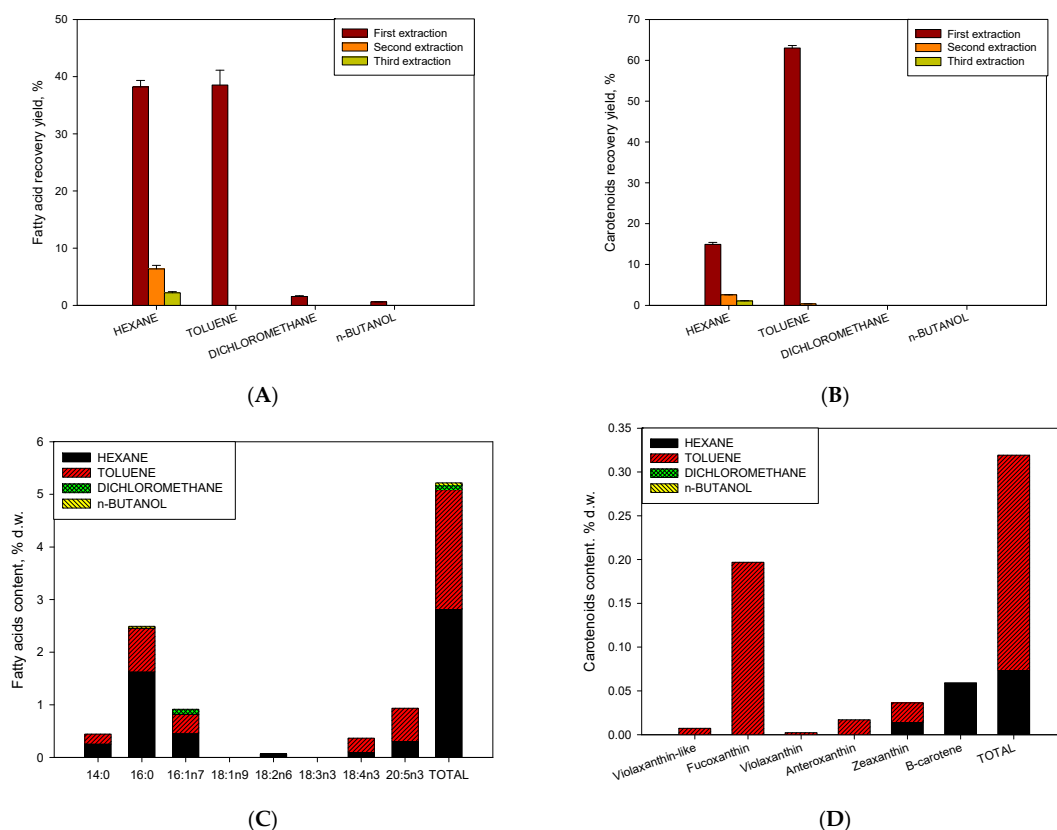 50
40
30
20
10
0
Fatty acid recovery yield, %
First extraction
Second extraction
Third extraction
HEXANE
TOLUENE
DICHLOROMETHANE
n-BUTANOL
(A)
70
60
50
40
30
20
10
0
Carotenoids recovery yield, %
First extraction
Second extraction
Third extraction
HEXANE
TOLUENE
DICHLOROMETHANE
n-BUTANOL
(B)
6
5
4
3
2
1
0
Fatty acids content, % d.w.
HEXANE
TOLUENE
DICHLOROMETHANE
n-BUTANOL
14:0 16:0 16:1n7 18:1n9 18:2n6 18:3n3 18:4n3 20:5n3 TOTAL
(C)
0.35
0.30
0.25
0.20
0.15
0.10
0.05
0.00
Carotenoids content. % d.w.
HEXANE
TOLUENE
DICHLOROMETHANE
n-BUTANOL
Violaxanthin-like
Fucoxanthin
Violaxanthin
Anteroxanthin
Zeaxanthin
B-carotene
TOTAL
(D)